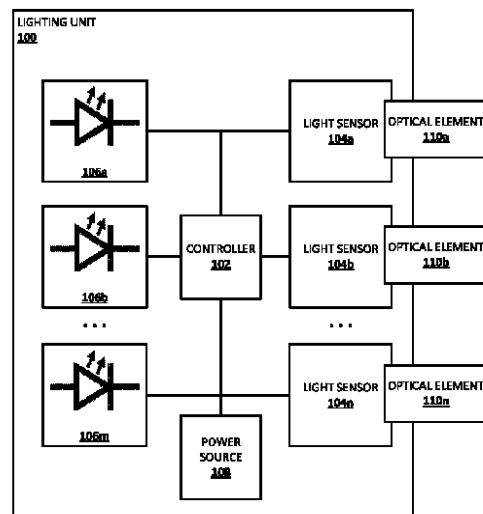 LIGHTING UNIT
100
106a
LIGHT SENSOR
104a
OPTICAL ELEMENT
110a
106b
CONTROLLER
102
LIGHT SENSOR
104b
OPTICAL ELEMENT
110b
...
...
106m
LIGHT SENSOR
104n
OPTICAL ELEMENT
110n
POWER
SOURCE
108